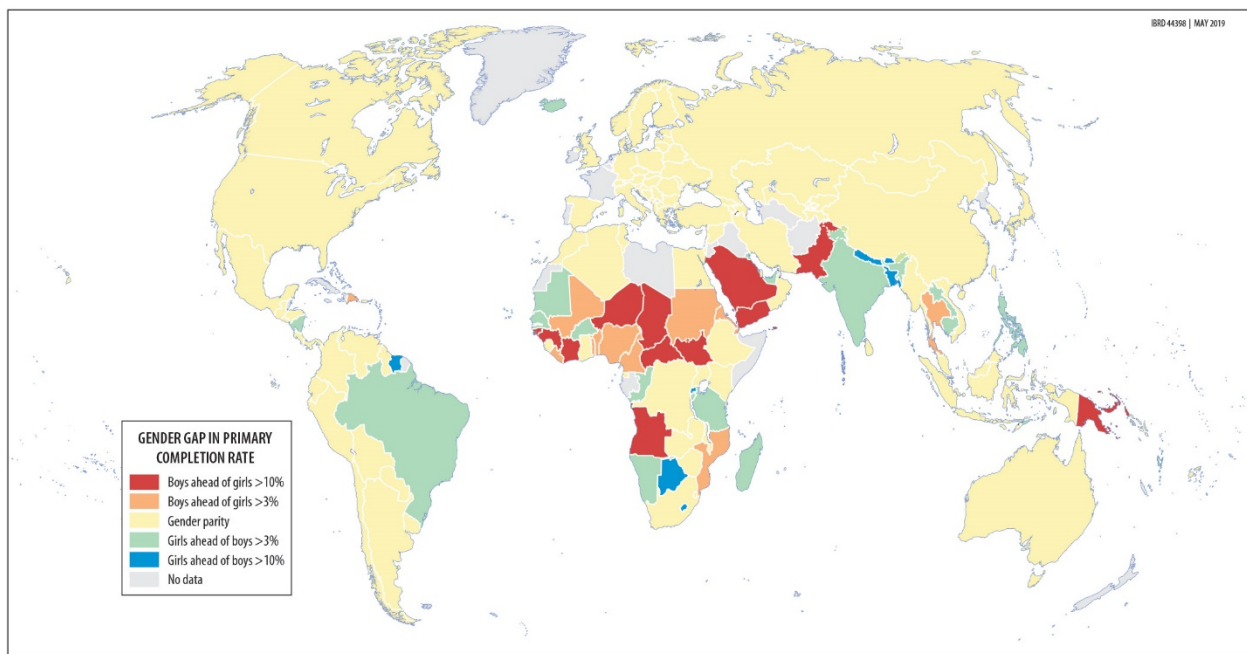 IBRD 44398 | MAY 2019
GENDER GAP IN PRIMARY
COMPLETION RATE
Boys ahead of girls >10%
Boys ahead of girls >3%
Gender parity
Girls ahead of boys >3%
Girls ahead of boys >10%
No data